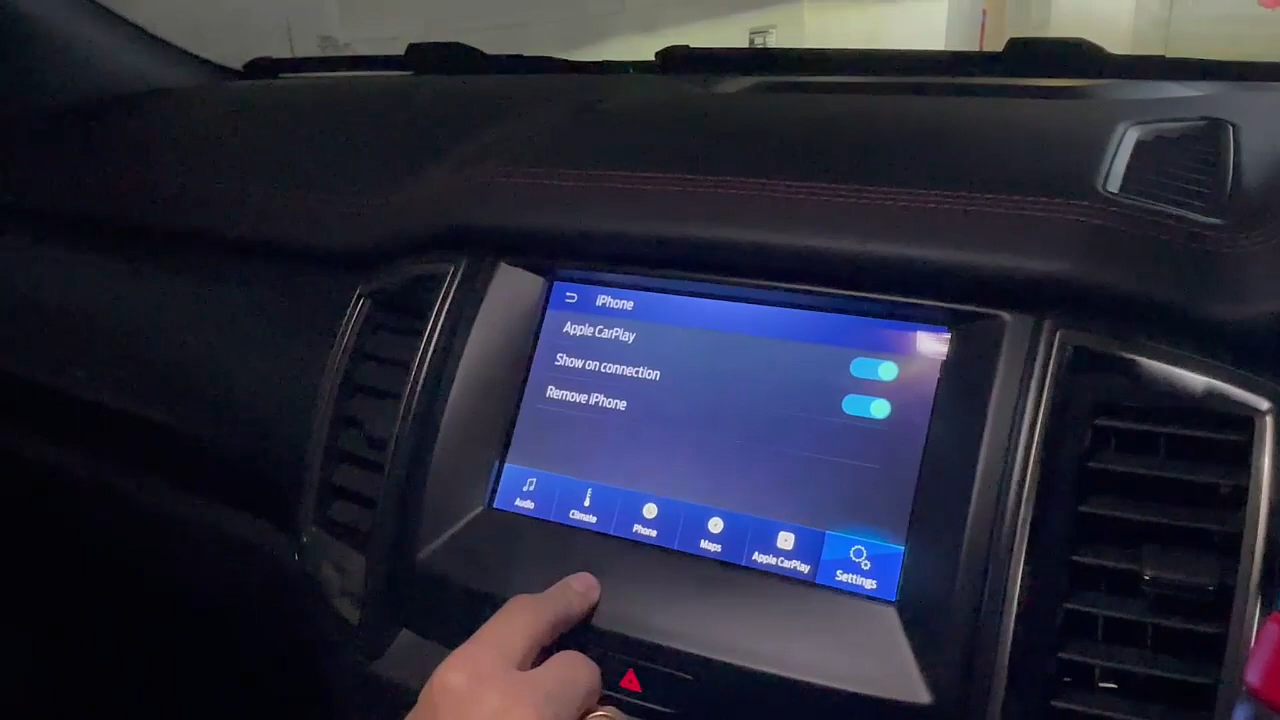 iPhone
Apple CarPlay
Show on connection
Remove iPhone
Audio
Climate
Phone
Maps
Apple CarPlay
Settings